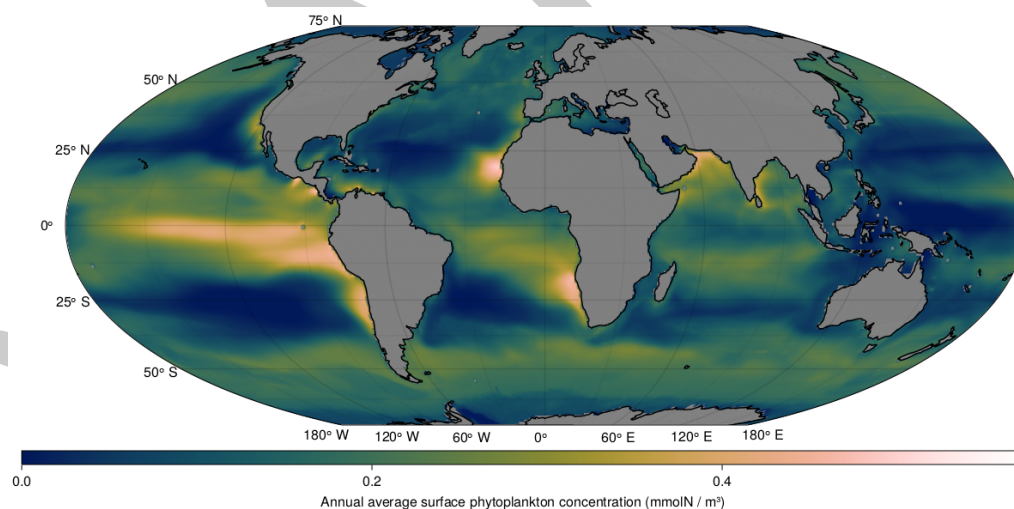 75° N
50° N
25° N
0°
25° S
50° S
180° W 120° W 60° W 0° 60° E 120° E 180° E
0.0 0.2 0.4
Annual average surface phytoplankton concentration (mmolN / m³)